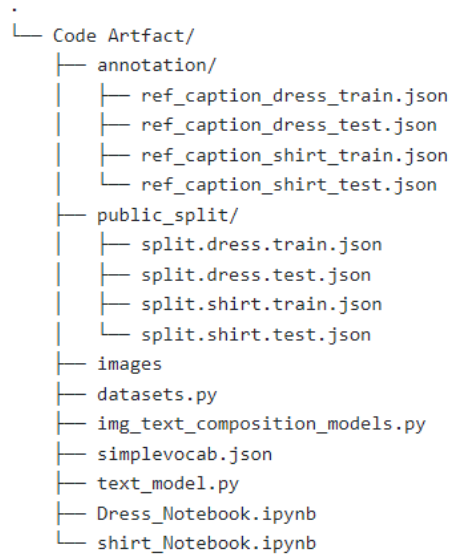 .
└── Code Artfact/
    ├── annotation/
    │   ├── ref_caption_dress_train.json
    │   ├── ref_caption_dress_test.json
    │   ├── ref_caption_shirt_train.json
    │   └── ref_caption_shirt_test.json
    ├── public_split/
    │   ├── split.dress.train.json
    │   ├── split.dress.test.json
    │   ├── split.shirt.train.json
    │   └── split.shirt.test.json
    ├── images
    ├── datasets.py
    ├── img_text_composition_models.py
    ├── simplevocab.json
    ├── text_model.py
    ├── Dress_Notebook.ipynb
    └── shirt_Notebook.ipynb